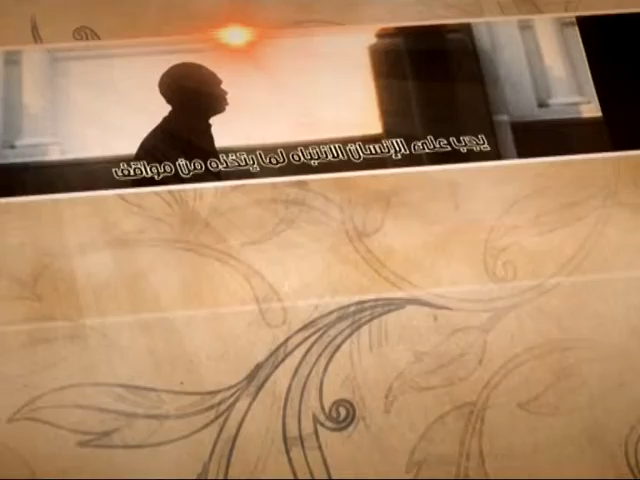 يجب على الإنسان الانتباه لما يتخذه من مواقف